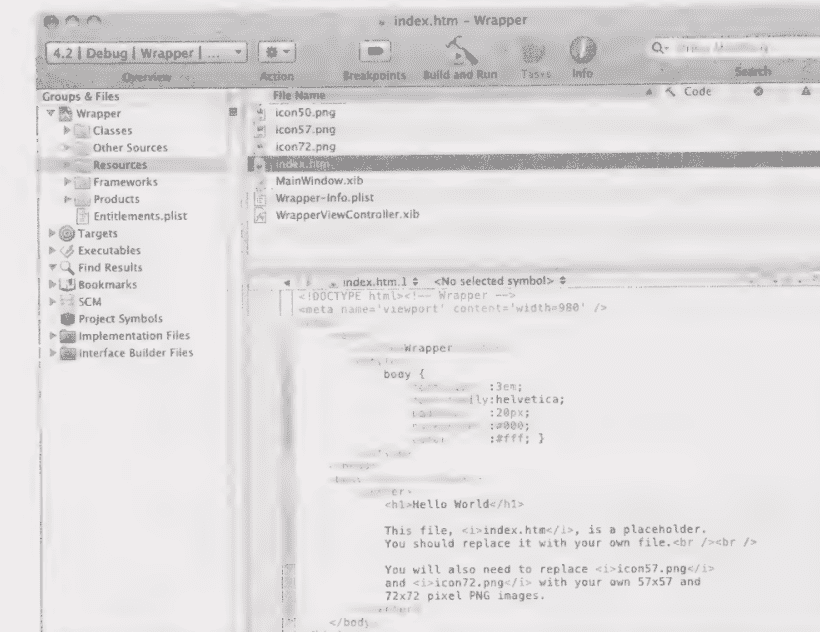 index.htm - Wrapper
4.2 | Debug | Wrapper | ...
Overview
Action
Breakpoints
Build and Run
Tasks
Info
Search
Groups & Files
Wrapper
Classes
Other Sources
Resources
Frameworks
Products
Entitlements.plist
Targets
Executables
Find Results
Bookmarks
SCM
Project Symbols
Implementation Files
Interface Builder Files
File Name
Code
icon50.png
icon57.png
icon72.png
index.htm
MainWindow.xib
Wrapper-Info.plist
WrapperViewController.xib
index.htm:1 <No selected symbol>
<!DOCTYPE html><!-- Wrapper -->
<meta name='viewport' content='width=980' />
Wrapper
body {
:3em;
:helvetica;
:20px;
:#000;
:#fff; }
<h1>Hello World</h1>
This file, <i>index.htm</i>, is a placeholder.
You should replace it with your own file.<br /><br />
You will also need to replace <i>icon57.png</i>
and <i>icon72.png</i> with your own 57x57 and
72x72 pixel PNG images.
</body>